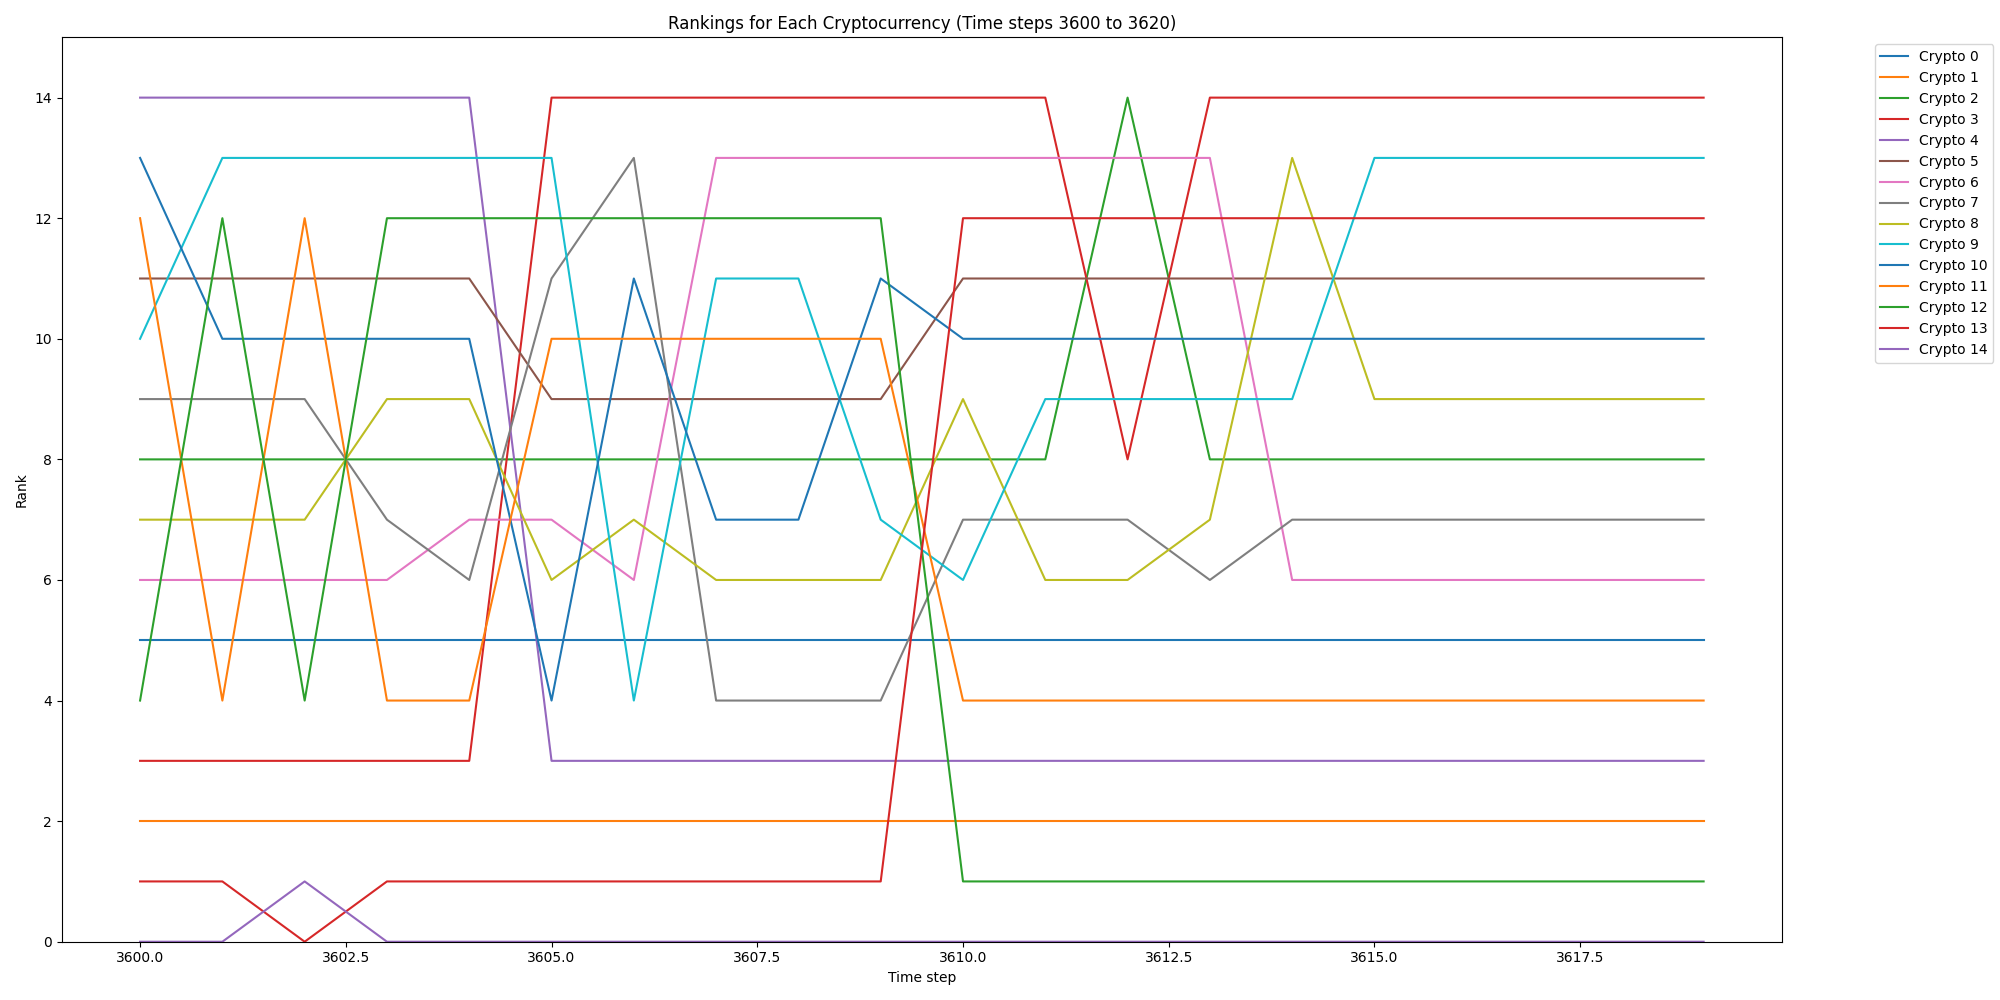 Rankings for Each Cryptocurrency (Time steps 3600 to 3620)
Rank
14
12
10
8
6
4
2
0
3600.0 3602.5 3605.0 3607.5 3610.0 3612.5 3615.0 3617.5
Time step
Crypto 0
Crypto 1
Crypto 2
Crypto 3
Crypto 4
Crypto 5
Crypto 6
Crypto 7
Crypto 8
Crypto 9
Crypto 10
Crypto 11
Crypto 12
Crypto 13
Crypto 14